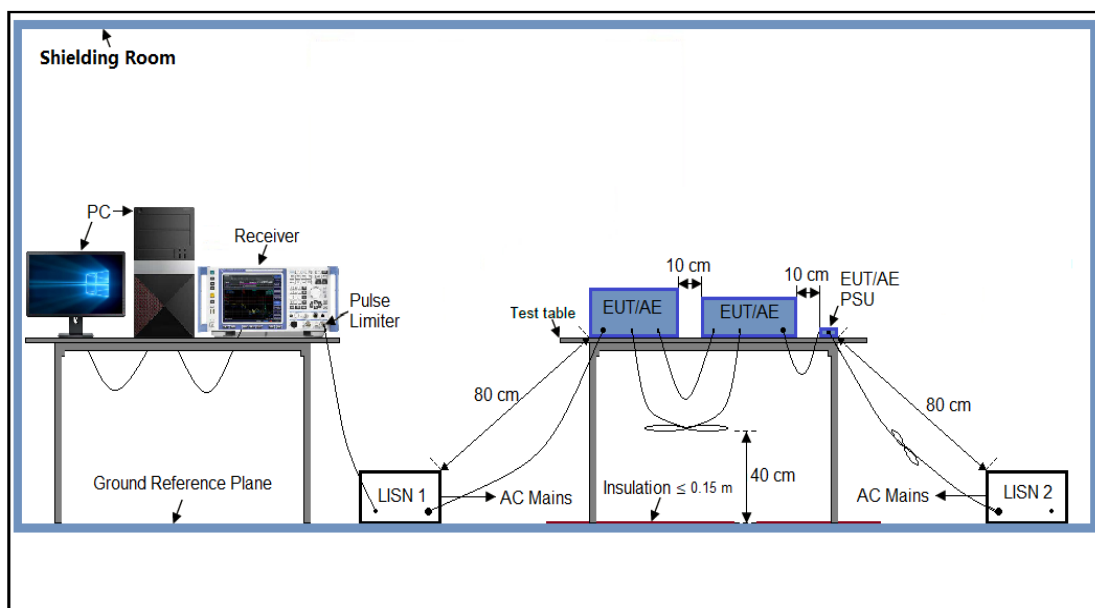 Shielding Room
PC
Receiver
Pulse
Limiter
10 cm
10 cm
EUT/AE
PSU
EUT/AE
EUT/AE
Test table
80 cm
80 cm
40 cm
Ground Reference Plane
LISN 1
AC Mains
Insulation ≤ 0.15 m
AC Mains
LISN 2